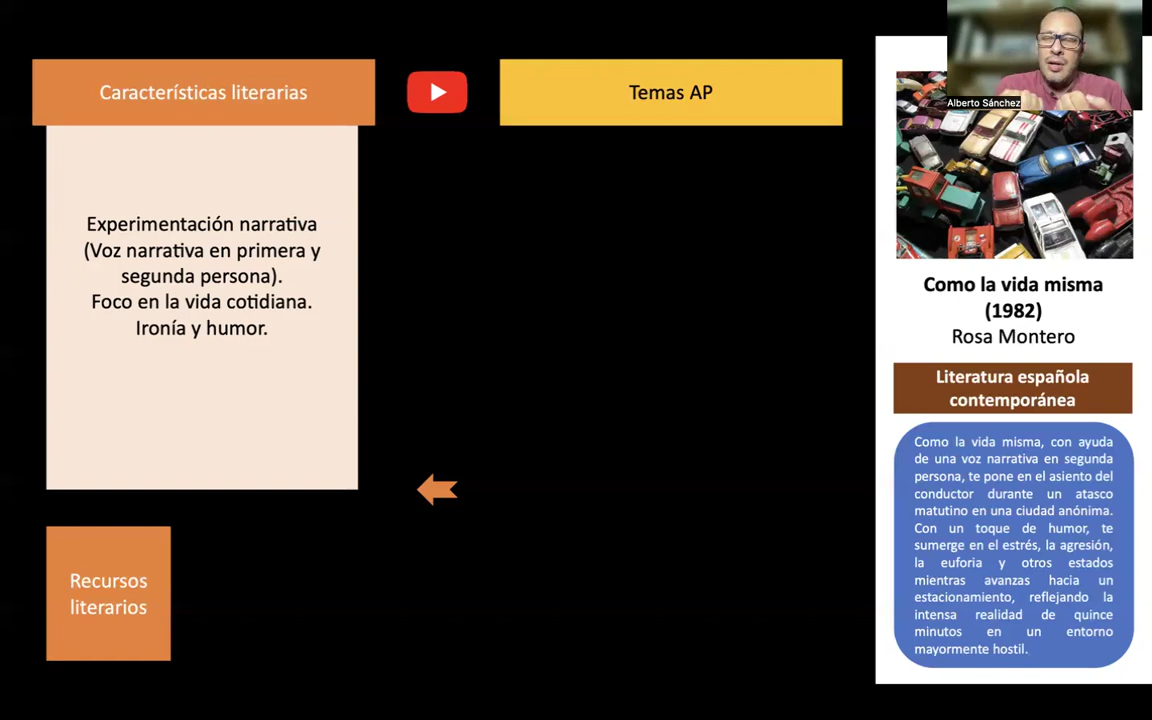 Características literarias
Temas AP
Experimentación narrativa
(Voz narrativa en primera y
segunda persona).
Foco en la vida cotidiana.
Ironía y humor.
Recursos
literarios
Alberto Sánchez
Como la vida misma
(1982)
Rosa Montero
Literatura española
contemporánea
Como la vida misma, con ayuda
de una voz narrativa en segunda
persona, te pone en el asiento del
conductor durante un atasco
matutino en una ciudad anónima.
Con un toque de humor, te
sumerge en el estrés, la agresión,
la euforia y otros estados
mientras avanzas hacia un
estacionamiento, reflejando la
intensa realidad de quince
minutos en un entorno
mayormente hostil.